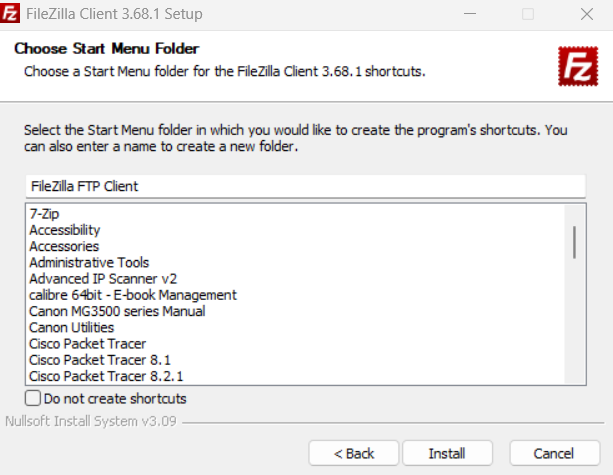 FileZilla Client 3.68.1 Setup
Choose Start Menu Folder
Choose a Start Menu folder for the FileZilla Client 3.68.1 shortcuts.
Fz
Select the Start Menu folder in which you would like to create the program's shortcuts. You
can also enter a name to create a new folder.
FileZilla FTP Client
7-Zip
Accessibility
Accessories
Administrative Tools
Advanced IP Scanner v2
calibre 64bit - E-book Management
Canon MG3500 series Manual
Canon Utilities
Cisco Packet Tracer
Cisco Packet Tracer 8.1
Cisco Packet Tracer 8.2.1
Do not create shortcuts
Nullsoft Install System v3.09
< Back
Install
Cancel